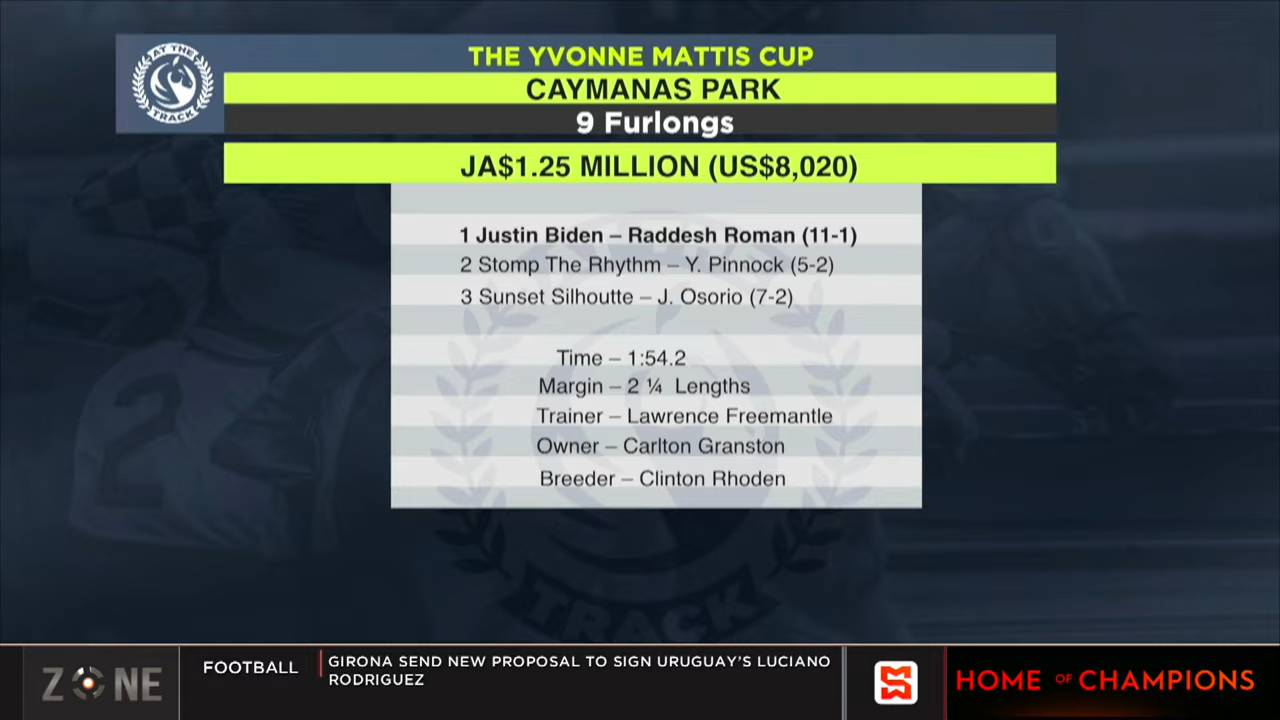 AT THE
TRACK
THE YVONNE MATTIS CUP
CAYMANAS PARK
9 Furlongs
JA$1.25 MILLION (US$8,020)
1 Justin Biden – Raddesh Roman (11-1)
2 Stomp The Rhythm – Y. Pinnock (5-2)
3 Sunset Silhoutte – J. Osorio (7-2)
Time – 1:54.2
Margin – 2 ¼ Lengths
Trainer – Lawrence Freemantle
Owner – Carlton Granston
Breeder – Clinton Rhoden
2
TRACK
ZONE
FOOTBALL
GIRONA SEND NEW PROPOSAL TO SIGN URUGUAY'S LUCIANO
RODRIGUEZ
HOME OF CHAMPIONS